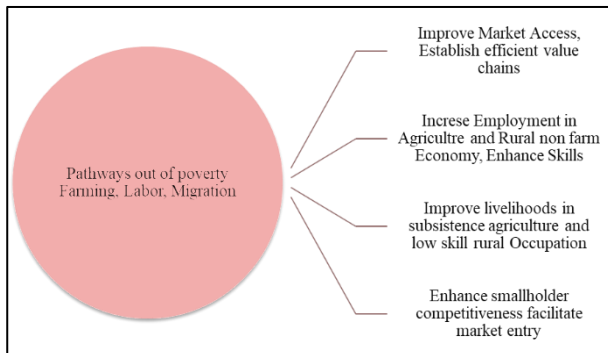 Pathways out of poverty
Farming, Labor, Migration
Improve Market Access,
Establish efficient value
chains
Increse Employment in
Agricultre and Rural non farm
Economy, Enhance Skills
Improve livelihoods in
subsistence agriculture and
low skill rural Occupation
Enhance smallholder
competitiveness facilitate
market entry